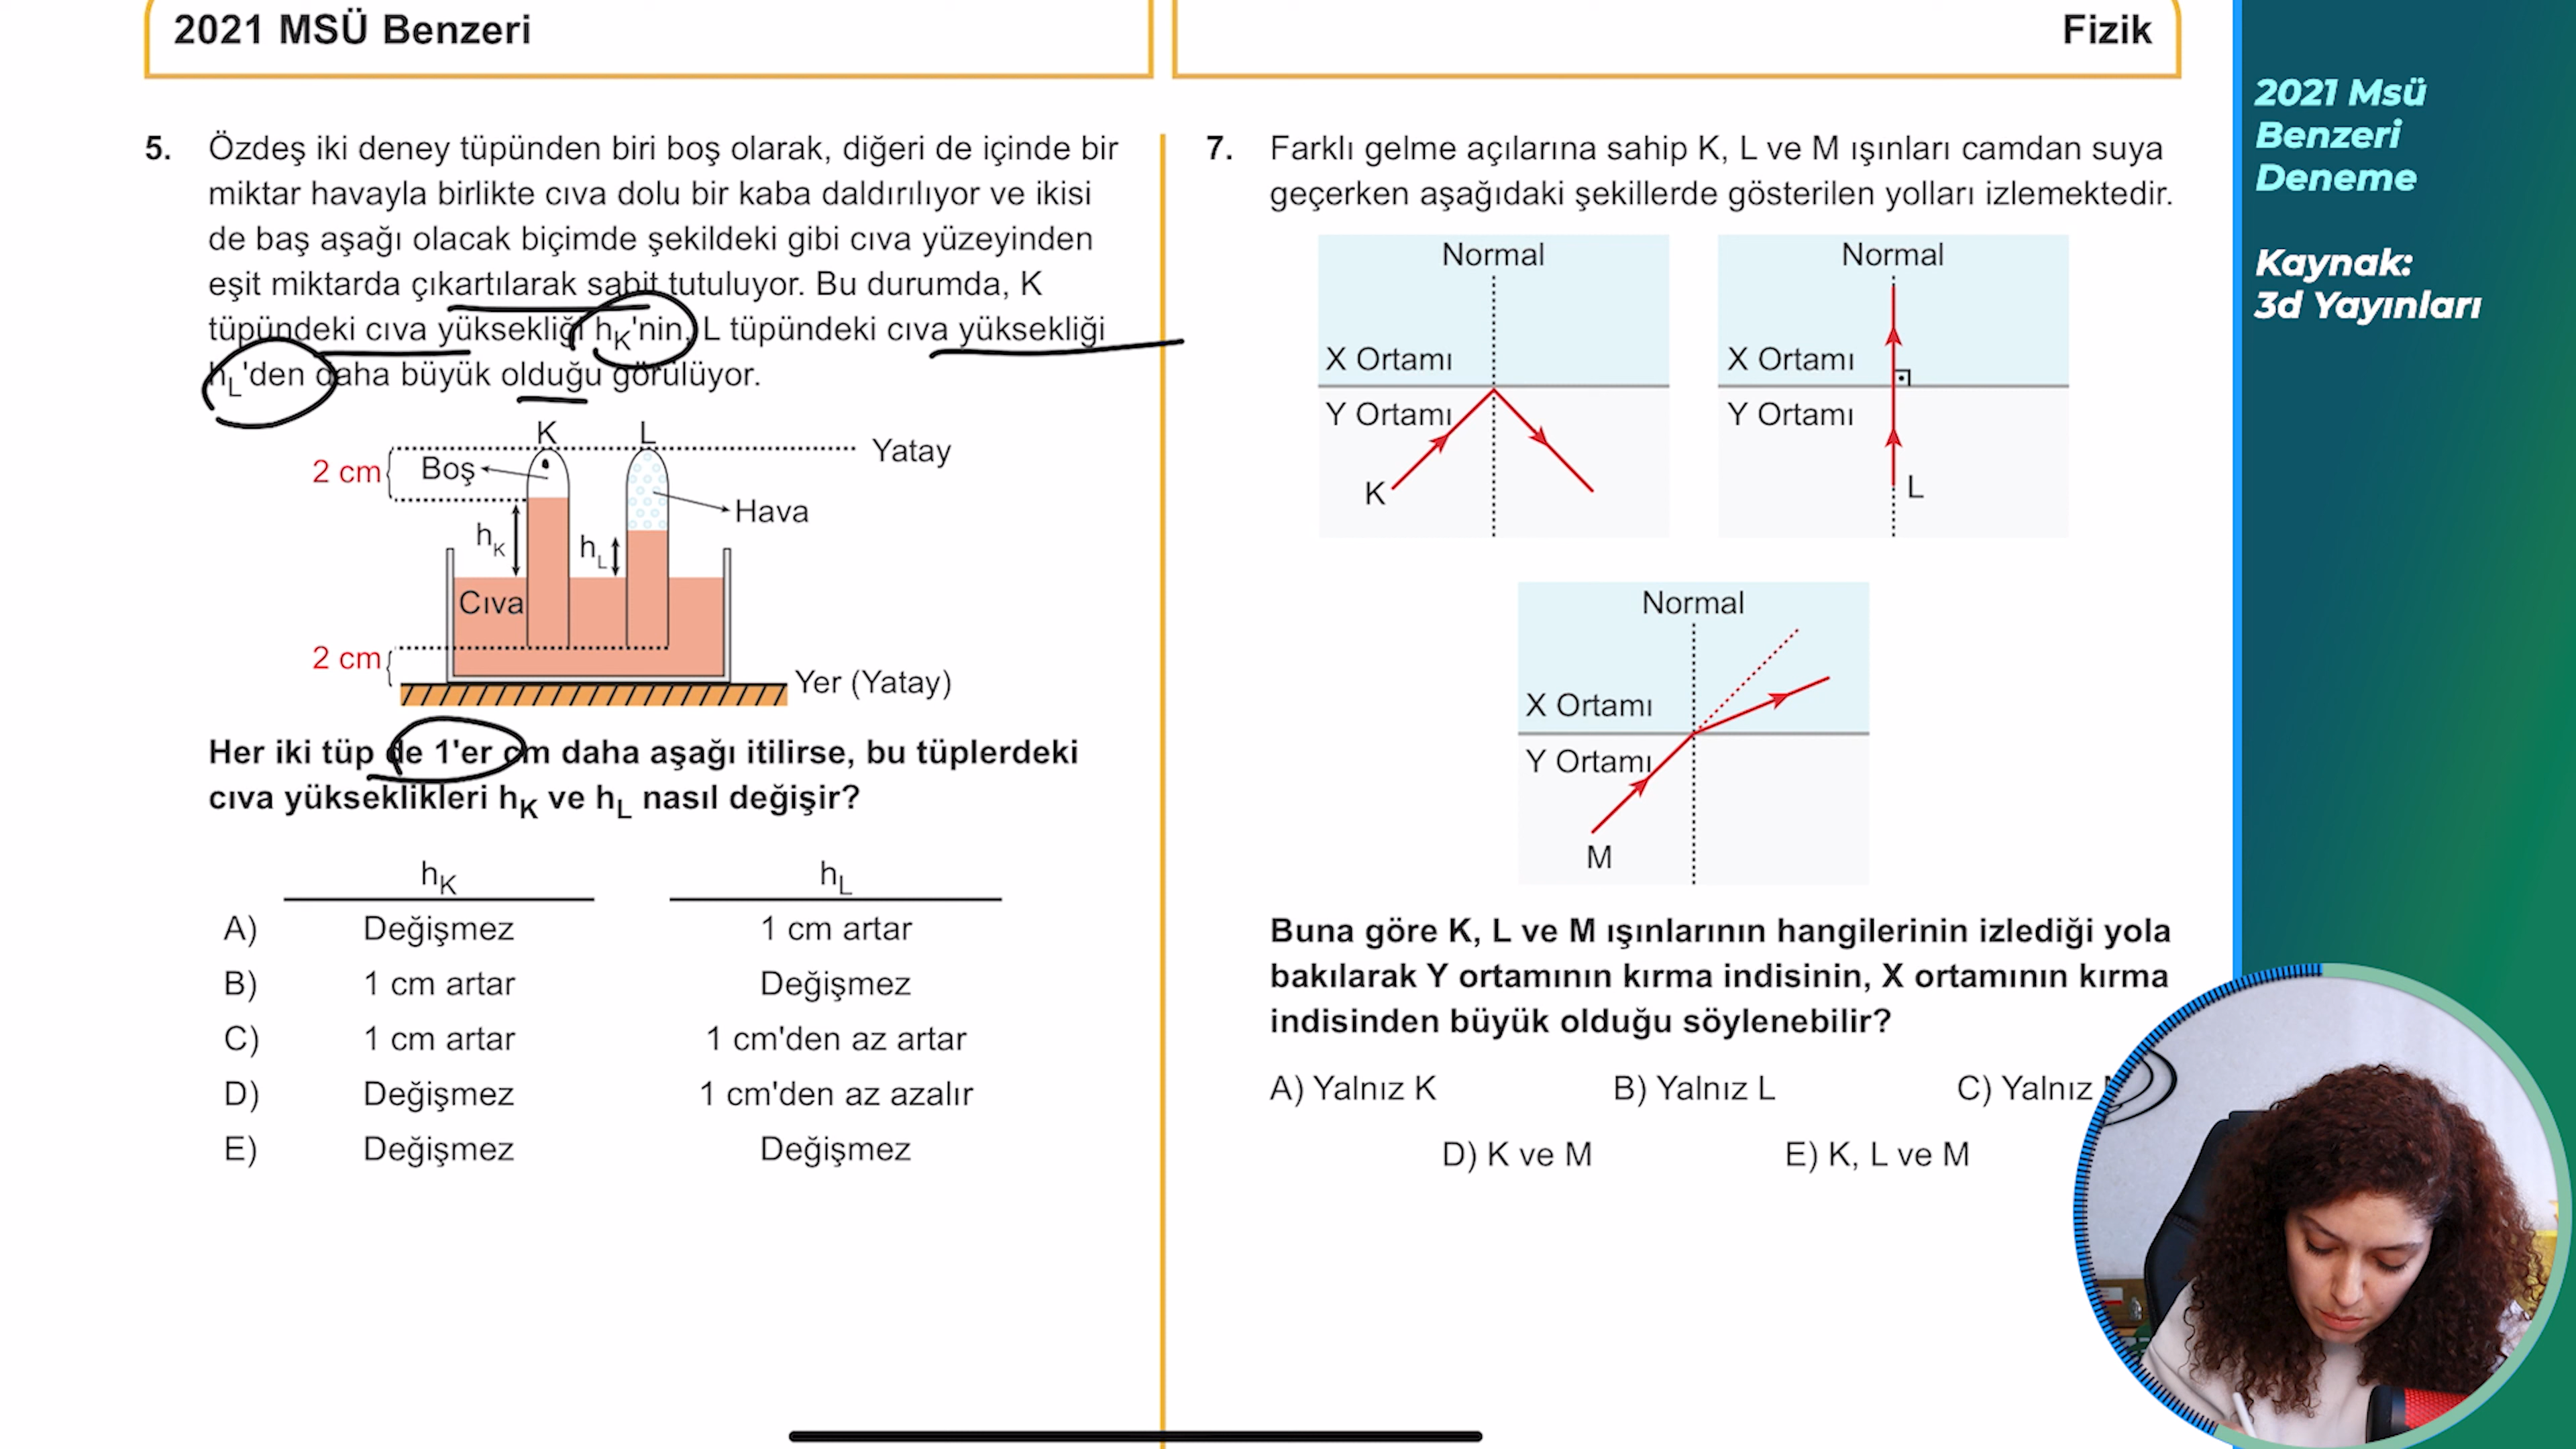 2021 MSÜ Benzeri
Fizik
5. Özdeş iki deney tüpünden biri boş olarak, diğeri de içinde bir
miktar havayla birlikte cıva dolu bir kaba daldırılıyor ve ikisi
de baş aşağı olacak biçimde şekildeki gibi cıva yüzeyinden
eşit miktarda çıkartılarak sabit tutuluyor. Bu durumda, K
tüpündeki cıva yüksekliği hK'nin, L tüpündeki cıva yüksekliği
hL'den daha büyük olduğu görülüyor.
K L
Yatay
2 cm
Boş
Hava
hK
hL
Cıva
2 cm
Yer (Yatay)
Her iki tüp de 1'er cm daha aşağı itilirse, bu tüplerdeki
cıva yükseklikleri hK ve hL nasıl değişir?
hK hL
A) Değişmez 1 cm artar
B) 1 cm artar Değişmez
C) 1 cm artar 1 cm'den az artar
D) Değişmez 1 cm'den az azalır
E) Değişmez Değişmez
7. Farklı gelme açılarına sahip K, L ve M ışınları camdan suya
geçerken aşağıdaki şekillerde gösterilen yolları izlemektedir.
Normal
X Ortamı
Y Ortamı
K
Normal
X Ortamı
Y Ortamı
L
Normal
X Ortamı
Y Ortamı
M
Buna göre K, L ve M ışınlarının hangilerinin izlediği yola
bakılarak Y ortamının kırma indisinin, X ortamının kırma
indisinden büyük olduğu söylenebilir?
A) Yalnız K B) Yalnız L C) Yalnız
D) K ve M E) K, L ve M
2021 Msü
Benzeri
Deneme
Kaynak:
3d Yayınları